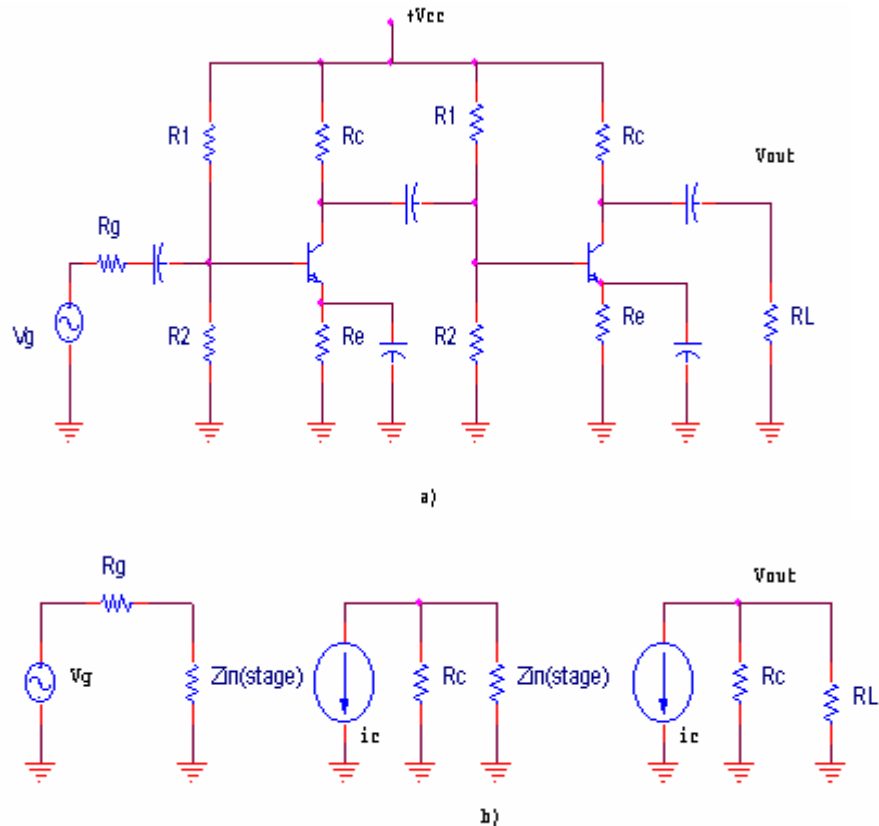 +Vcc
R1 Rc R1 Rc
Vout
Rg
Vg R2 Re R2 Re RL
a)
Rg Vout
Vg Zin(stage) Rc Zin(stage) Rc RL
ic ic
b)